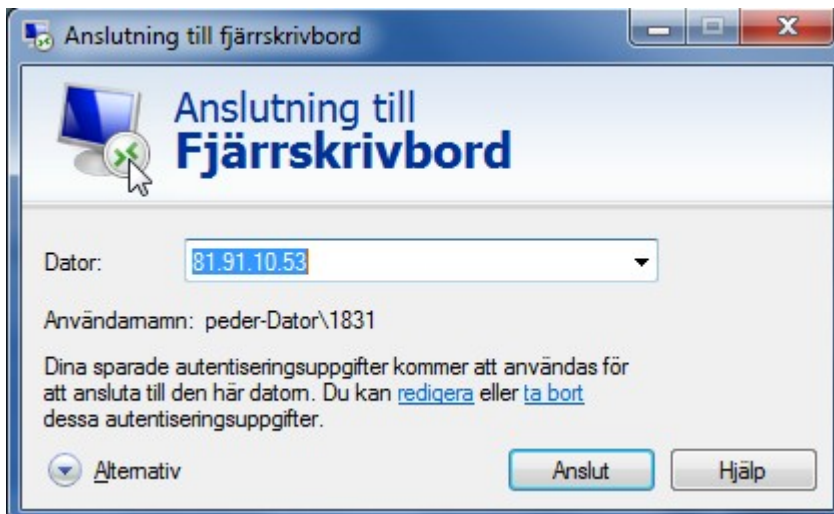 Anslutning till fjärrskrivbord
Anslutning till
Fjärrskrivbord
Dator: 81.91.10.53
Användarnamn: peder-Dator\1831
Dina sparade autentiseringsuppgifter kommer att användas för
att ansluta till den här datorn. Du kan redigera eller ta bort
dessa autentiseringsuppgifter.
Alternativ Anslut Hjälp